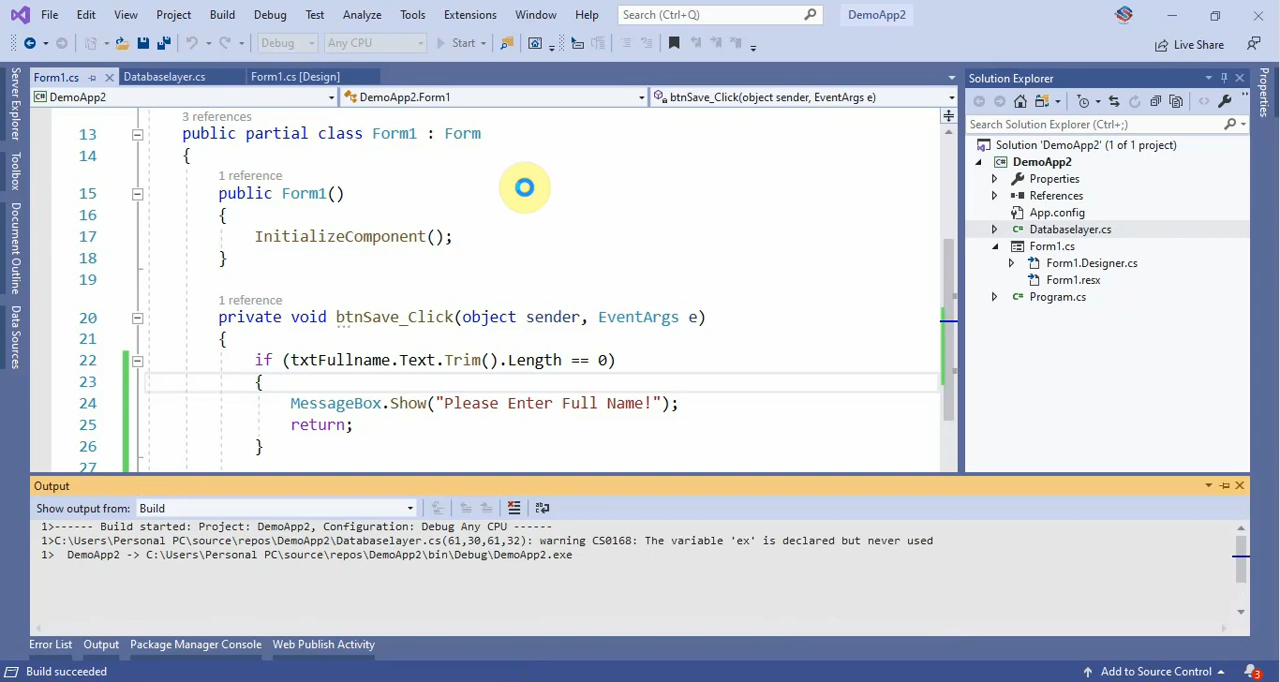 File Edit View Project Build Debug Test Analyze Tools Extensions Window Help Search (Ctrl+Q) DemoApp2
Debug Any CPU Start Live Share
Server Explorer
Toolbox
Document Outline
Data Sources
Form1.cs Databaselayer.cs Form1.cs [Design]
DemoApp2 DemoApp2.Form1 btnSave_Click(object sender, EventArgs e)
3 references
13 public partial class Form1 : Form
14 {
1 reference
15 public Form1()
16 {
17 InitializeComponent();
18 }
19
1 reference
20 private void btnSave_Click(object sender, EventArgs e)
21 {
22 if (txtFullname.Text.Trim().Length == 0)
23 {
24 MessageBox.Show("Please Enter Full Name!");
25 return;
26 }
27
Solution Explorer
Search Solution Explorer (Ctrl+;)
Solution 'DemoApp2' (1 of 1 project)
DemoApp2
Properties
References
App.config
Databaselayer.cs
Form1.cs
Form1.Designer.cs
Form1.resx
Program.cs
Properties
Output
Show output from: Build
1>------ Build started: Project: DemoApp2, Configuration: Debug Any CPU ------
1>C:\Users\Personal PC\source\repos\DemoApp2\Databaselayer.cs(61,30,61,32): warning CS0168: The variable 'ex' is declared but never used
1>  DemoApp2 -> C:\Users\Personal PC\source\repos\DemoApp2\bin\Debug\DemoApp2.exe
Error List Output Package Manager Console Web Publish Activity
Build succeeded Add to Source Control 3